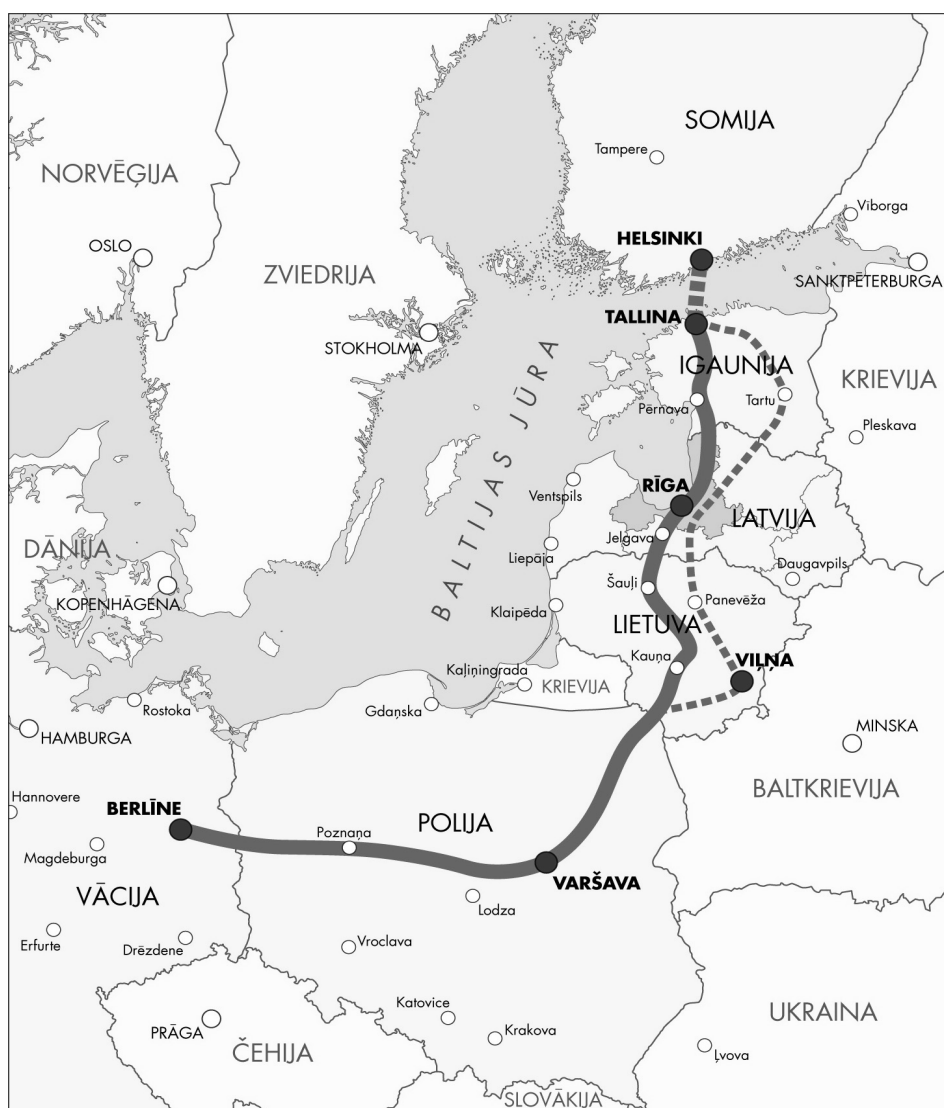 SOMIJA
Tampere
NORVĒĢIJA
Viborga
HELSINKI
OSLO
ZVIEDRIJA
SANKTPĒTERBURGA
TALLINA
STOKHOLMA
IGAUNIJA
KRIEVIJA
Pērnava
Tartu
Pleskava
BALTIJAS JŪRA
Ventspils
RĪGA
LATVIJA
Jelgava
DĀNIJA
Liepāja
Daugavpils
KOPENHĀGENA
Šauļi
Panevēža
Klaipēda
LIETUVA
Kauņa
VIĻŅA
Kaļiņingrada
KRIEVIJA
Rostoka
Gdaņska
HAMBURGA
MINSKA
BALTKRIEVIJA
Hannovere
BERLĪNE
POLIJA
Poznaņa
Magdeburga
VARŠAVA
VĀCIJA
Lodza
Erfurte
Drēzdene
Vroclava
Katovice
UKRAINA
PRĀGA
Krakova
ČEHIJA
Ļvova
SLOVĀKIJA